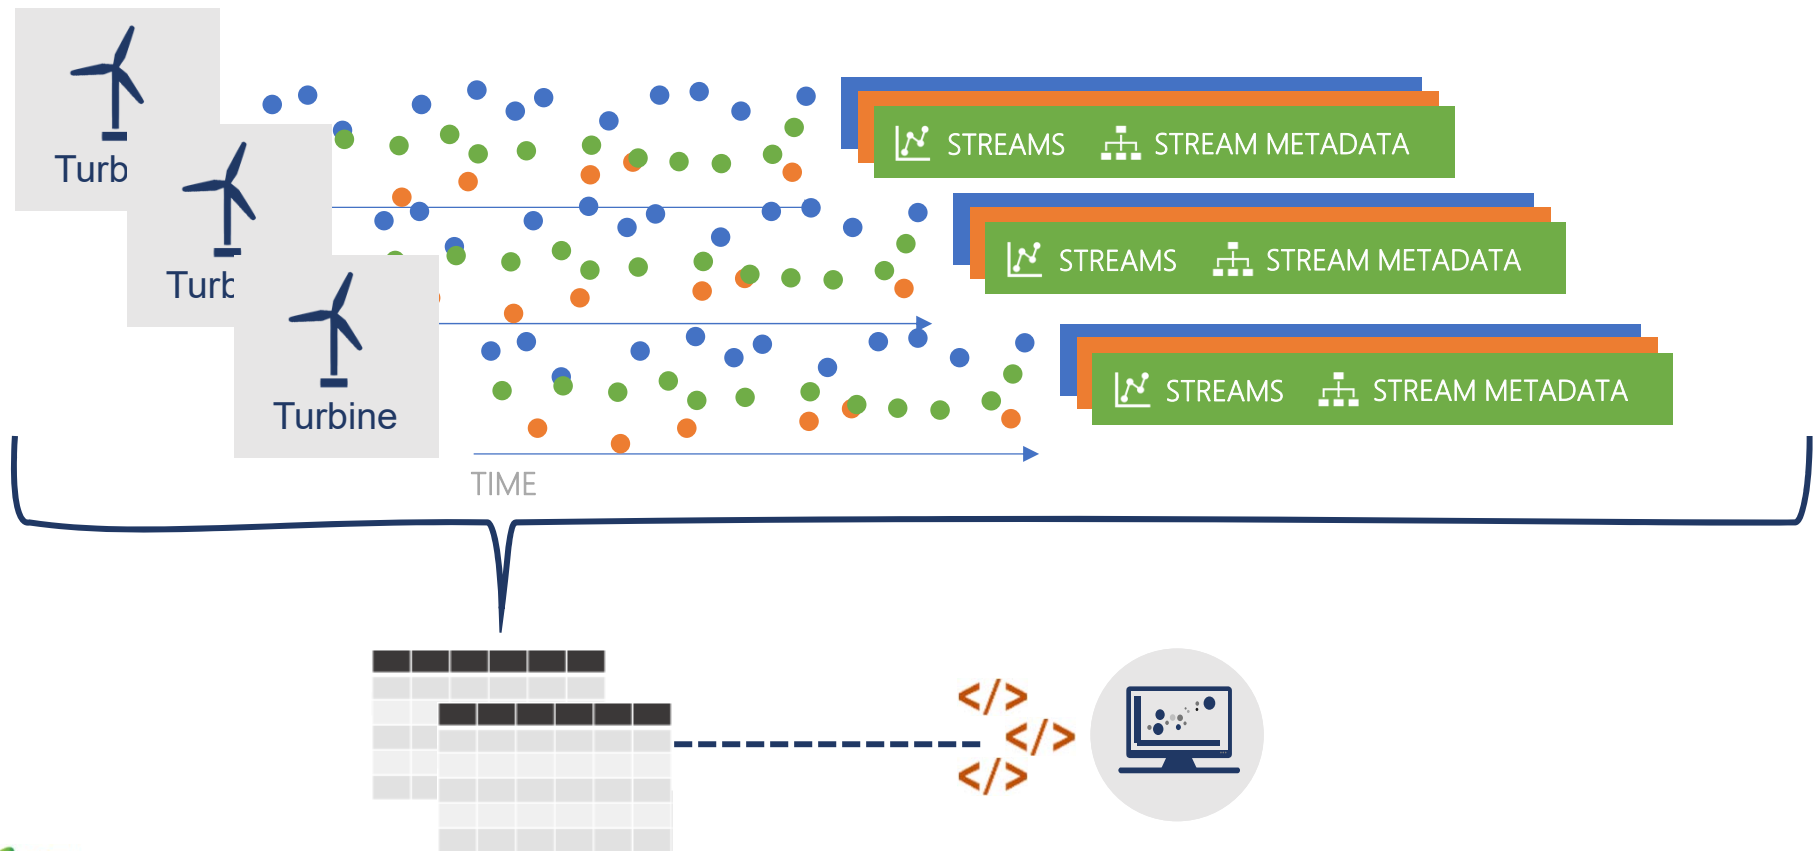 Turb
STREAMS STREAM METADATA
Turb
STREAMS STREAM METADATA
Turbine
STREAMS STREAM METADATA
TIME
</>
</>
</>